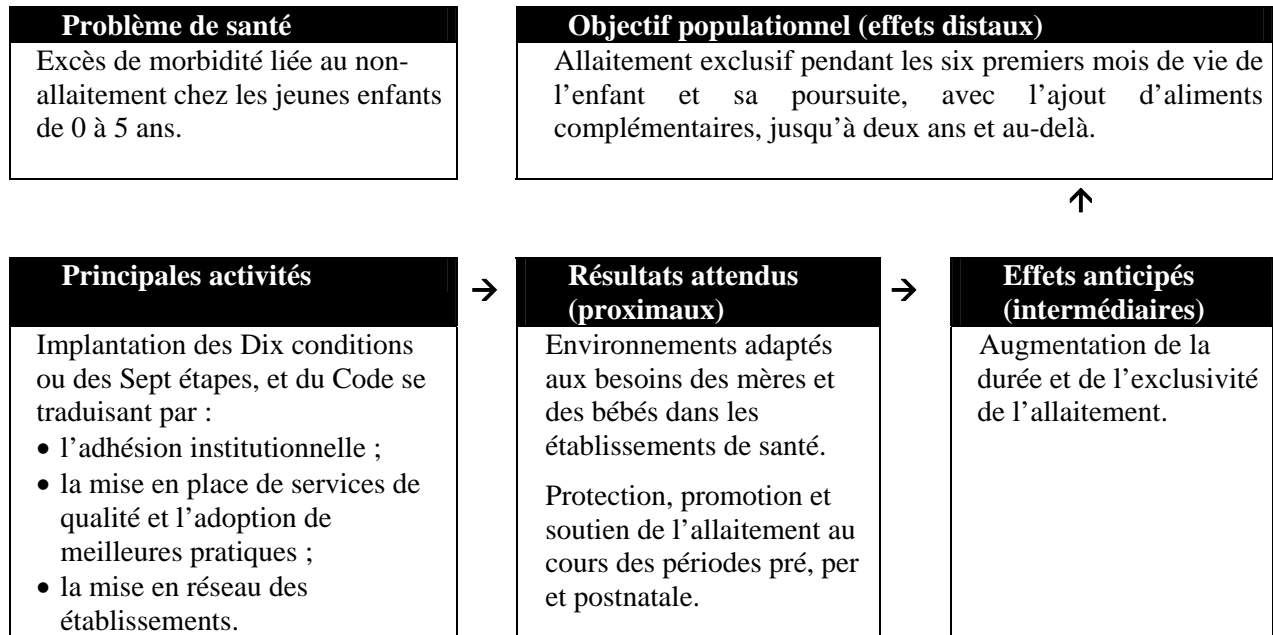 Problème de santé
Excès de morbidité liée au non-
allaitement chez les jeunes enfants
de 0 à 5 ans.
Objectif populationnel (effets distaux)
Allaitement exclusif pendant les six premiers mois de vie de
l’enfant et sa poursuite, avec l’ajout d’aliments
complémentaires, jusqu’à deux ans et au-delà.
↑
Principales activités
Implantation des Dix conditions
ou des Sept étapes, et du Code se
traduisant par :
• l’adhésion institutionnelle ;
• la mise en place de services de
qualité et l’adoption de
meilleures pratiques ;
• la mise en réseau des
établissements.
→
Résultats attendus
(proximaux)
Environnements adaptés
aux besoins des mères et
des bébés dans les
établissements de santé.
Protection, promotion et
soutien de l’allaitement au
cours des périodes pré, per
et postnatale.
→
Effets anticipés
(intermédiaires)
Augmentation de la
durée et de l’exclusivité
de l’allaitement.